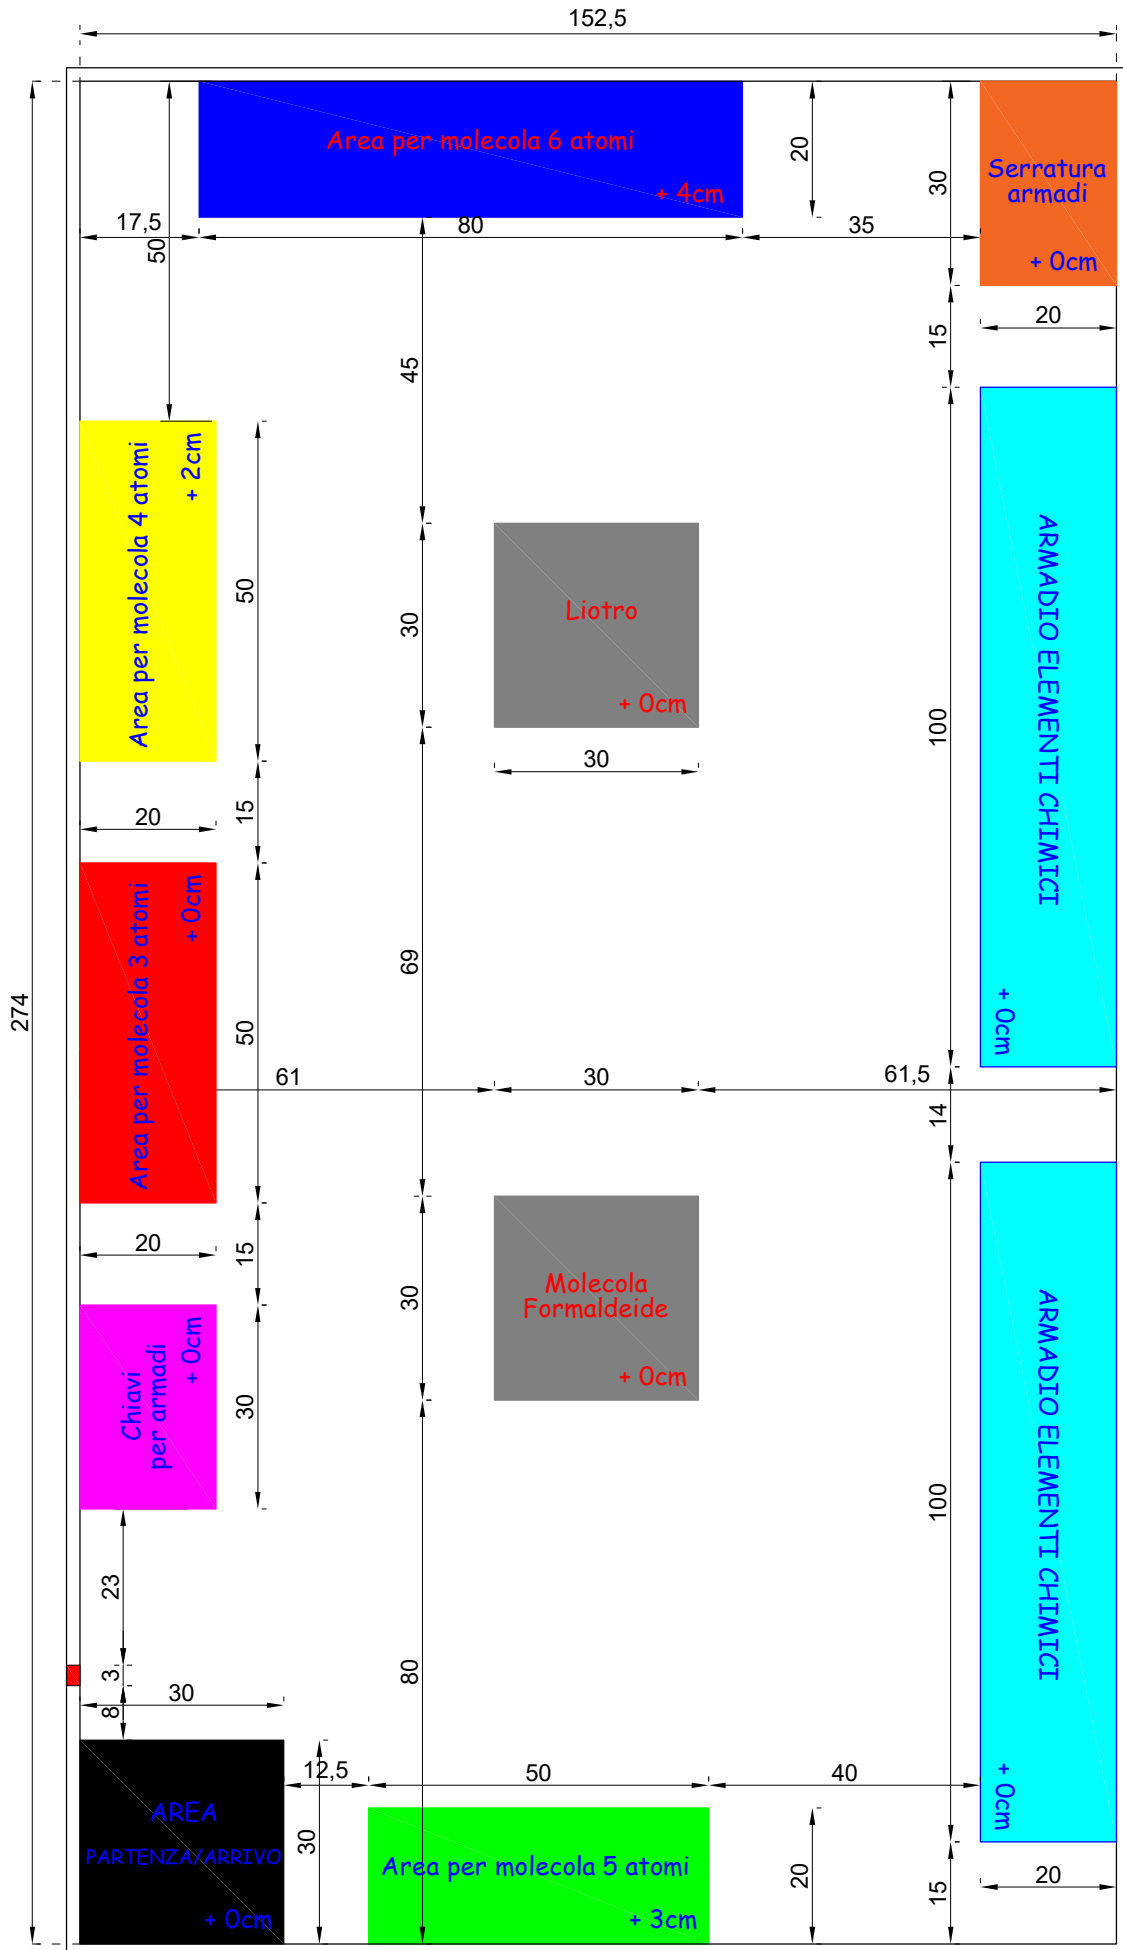 152,5
Area per molecola 6 atomi
+ 4cm
20
30
Serratura
armadi
+ 0cm
17,5
80
35
50
45
15
20
Area per molecola 4 atomi
+ 2cm
50
Liotro
+ 0cm
30
30
ARMADIO ELEMENTI CHIMICI
+ 0cm
100
20
15
Area per molecola 3 atomi
+ 0cm
50
69
274
61
30
61,5
14
20
15
Molecola
Formaldeide
+ 0cm
30
Chiavi
per armadi
+ 0cm
30
ARMADIO ELEMENTI CHIMICI
+ 0cm
100
23
3
8
30
80
AREA
PARTENZA/ARRIVO
+ 0cm
30
12,5
50
40
Area per molecola 5 atomi
+ 3cm
20
15
20